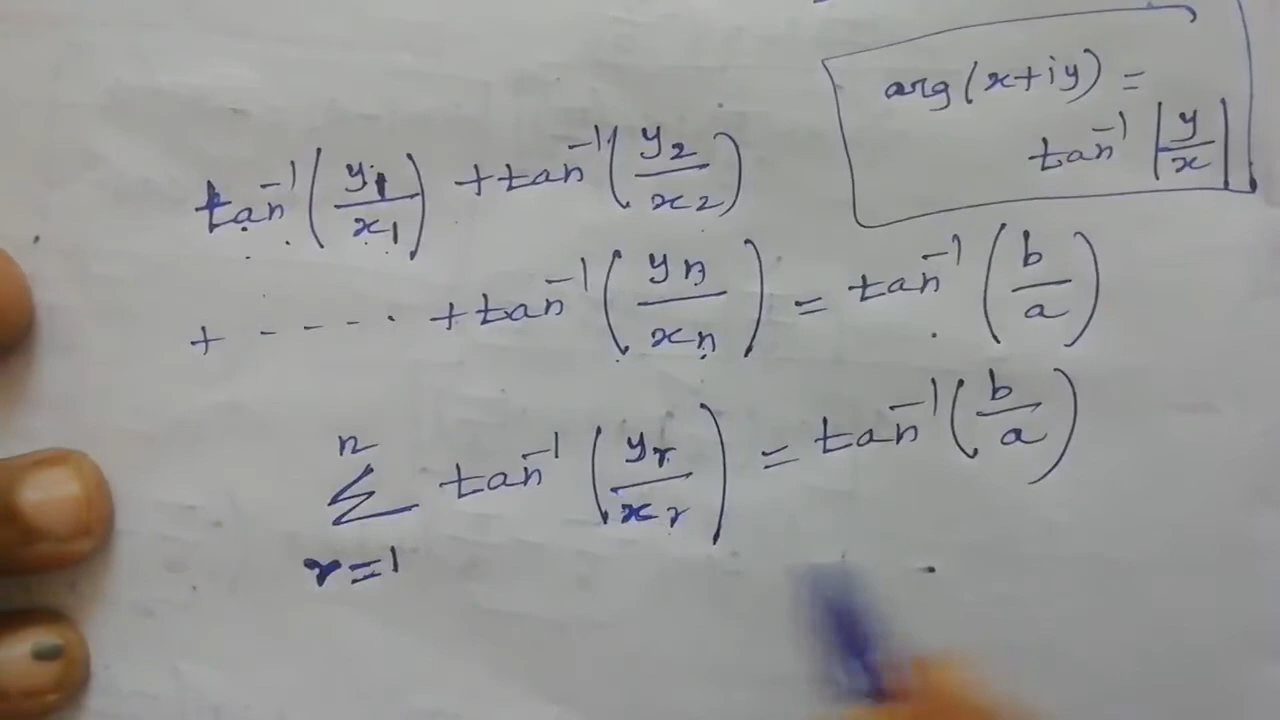 arg(x+iy) =
tan⁻¹|y/x|
tan⁻¹(y₁/x₁) + tan⁻¹(y₂/x₂)
+ - - - - · + tan⁻¹(yₙ/xₙ) = tan⁻¹(b/a)
∑ₙ r=1 tan⁻¹(yᵣ/xᵣ) = tan⁻¹(b/a)